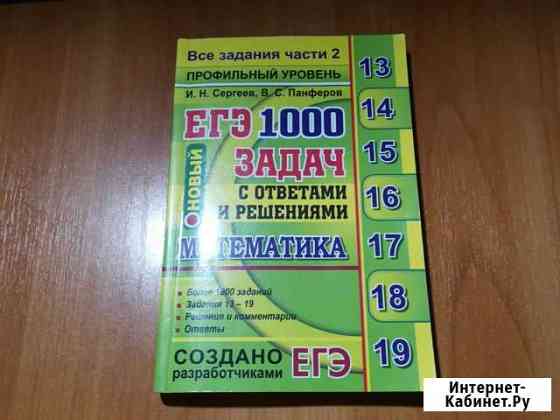 Все задания части 2
ПРОФИЛЬНЫЙ УРОВЕНЬ
И. Н. Сергеев, В. С. Панферов
ЕГЭ 1000
ЗАДАЧ
НОВЫЙ
С ОТВЕТАМИ
И РЕШЕНИЯМИ
МАТЕМАТИКА
• Более 1000 заданий
• Задания 13 – 19
• Решения и комментарии
• Ответы
СОЗДАНО
разработчиками ЕГЭ
13
14
15
16
17
18
19
Интернет-
Кабинет.Ру